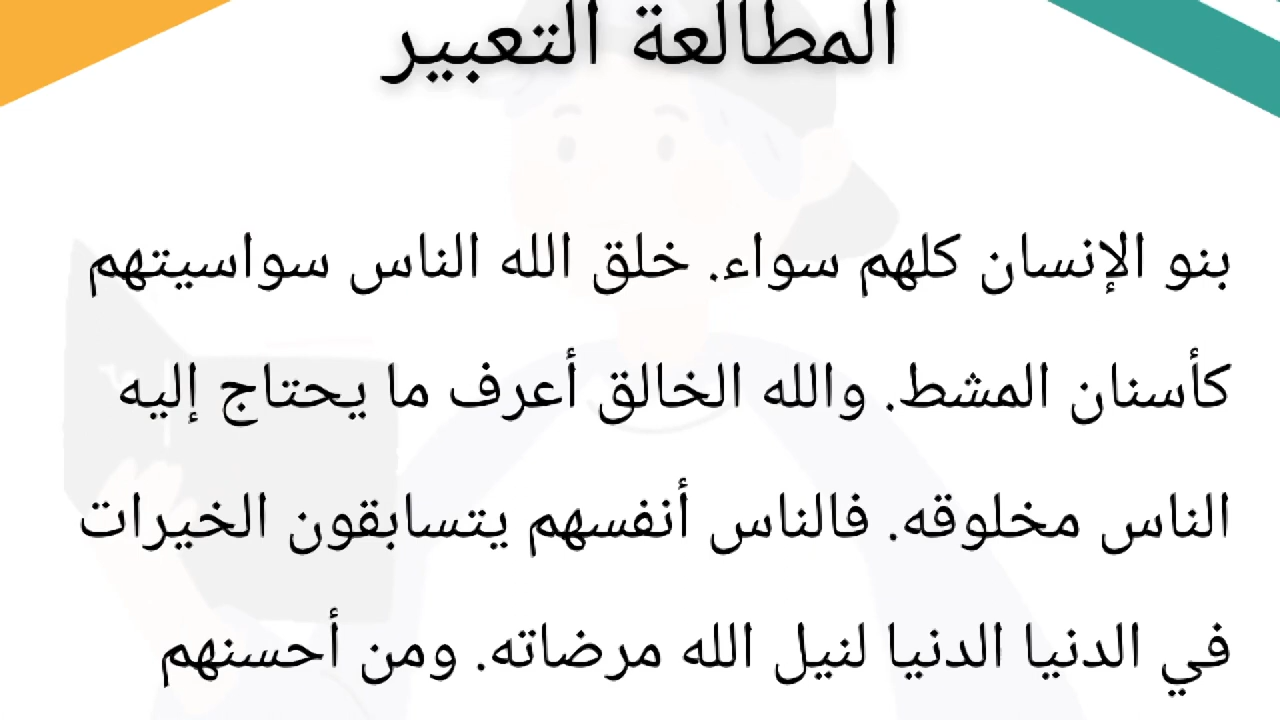 المطالعة التعبير
بنو الإنسان كلهم سواء. خلق الله الناس سواسيتهم
كأسنان المشط. والله الخالق أعرف ما يحتاج إليه
الناس مخلوقه. فالناس أنفسهم يتسابقون الخيرات
في الدنيا الدنيا لنيل الله مرضاته. ومن أحسنهم